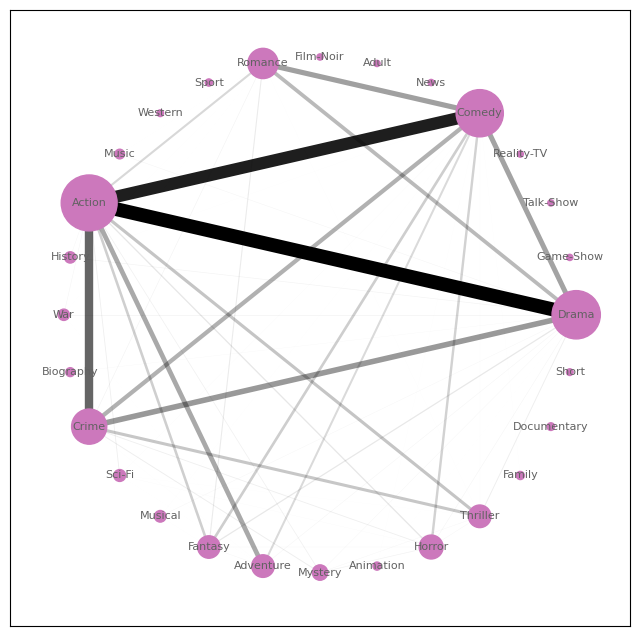 Film-Noir
Romance
Adult
Sport
News
Western
Comedy
Music
Reality-TV
Action
Talk-Show
History
Game-Show
War
Drama
Biography
Short
Crime
Documentary
Sci-Fi
Family
Musical
Thriller
Fantasy
Horror
Adventure
Animation
Mystery